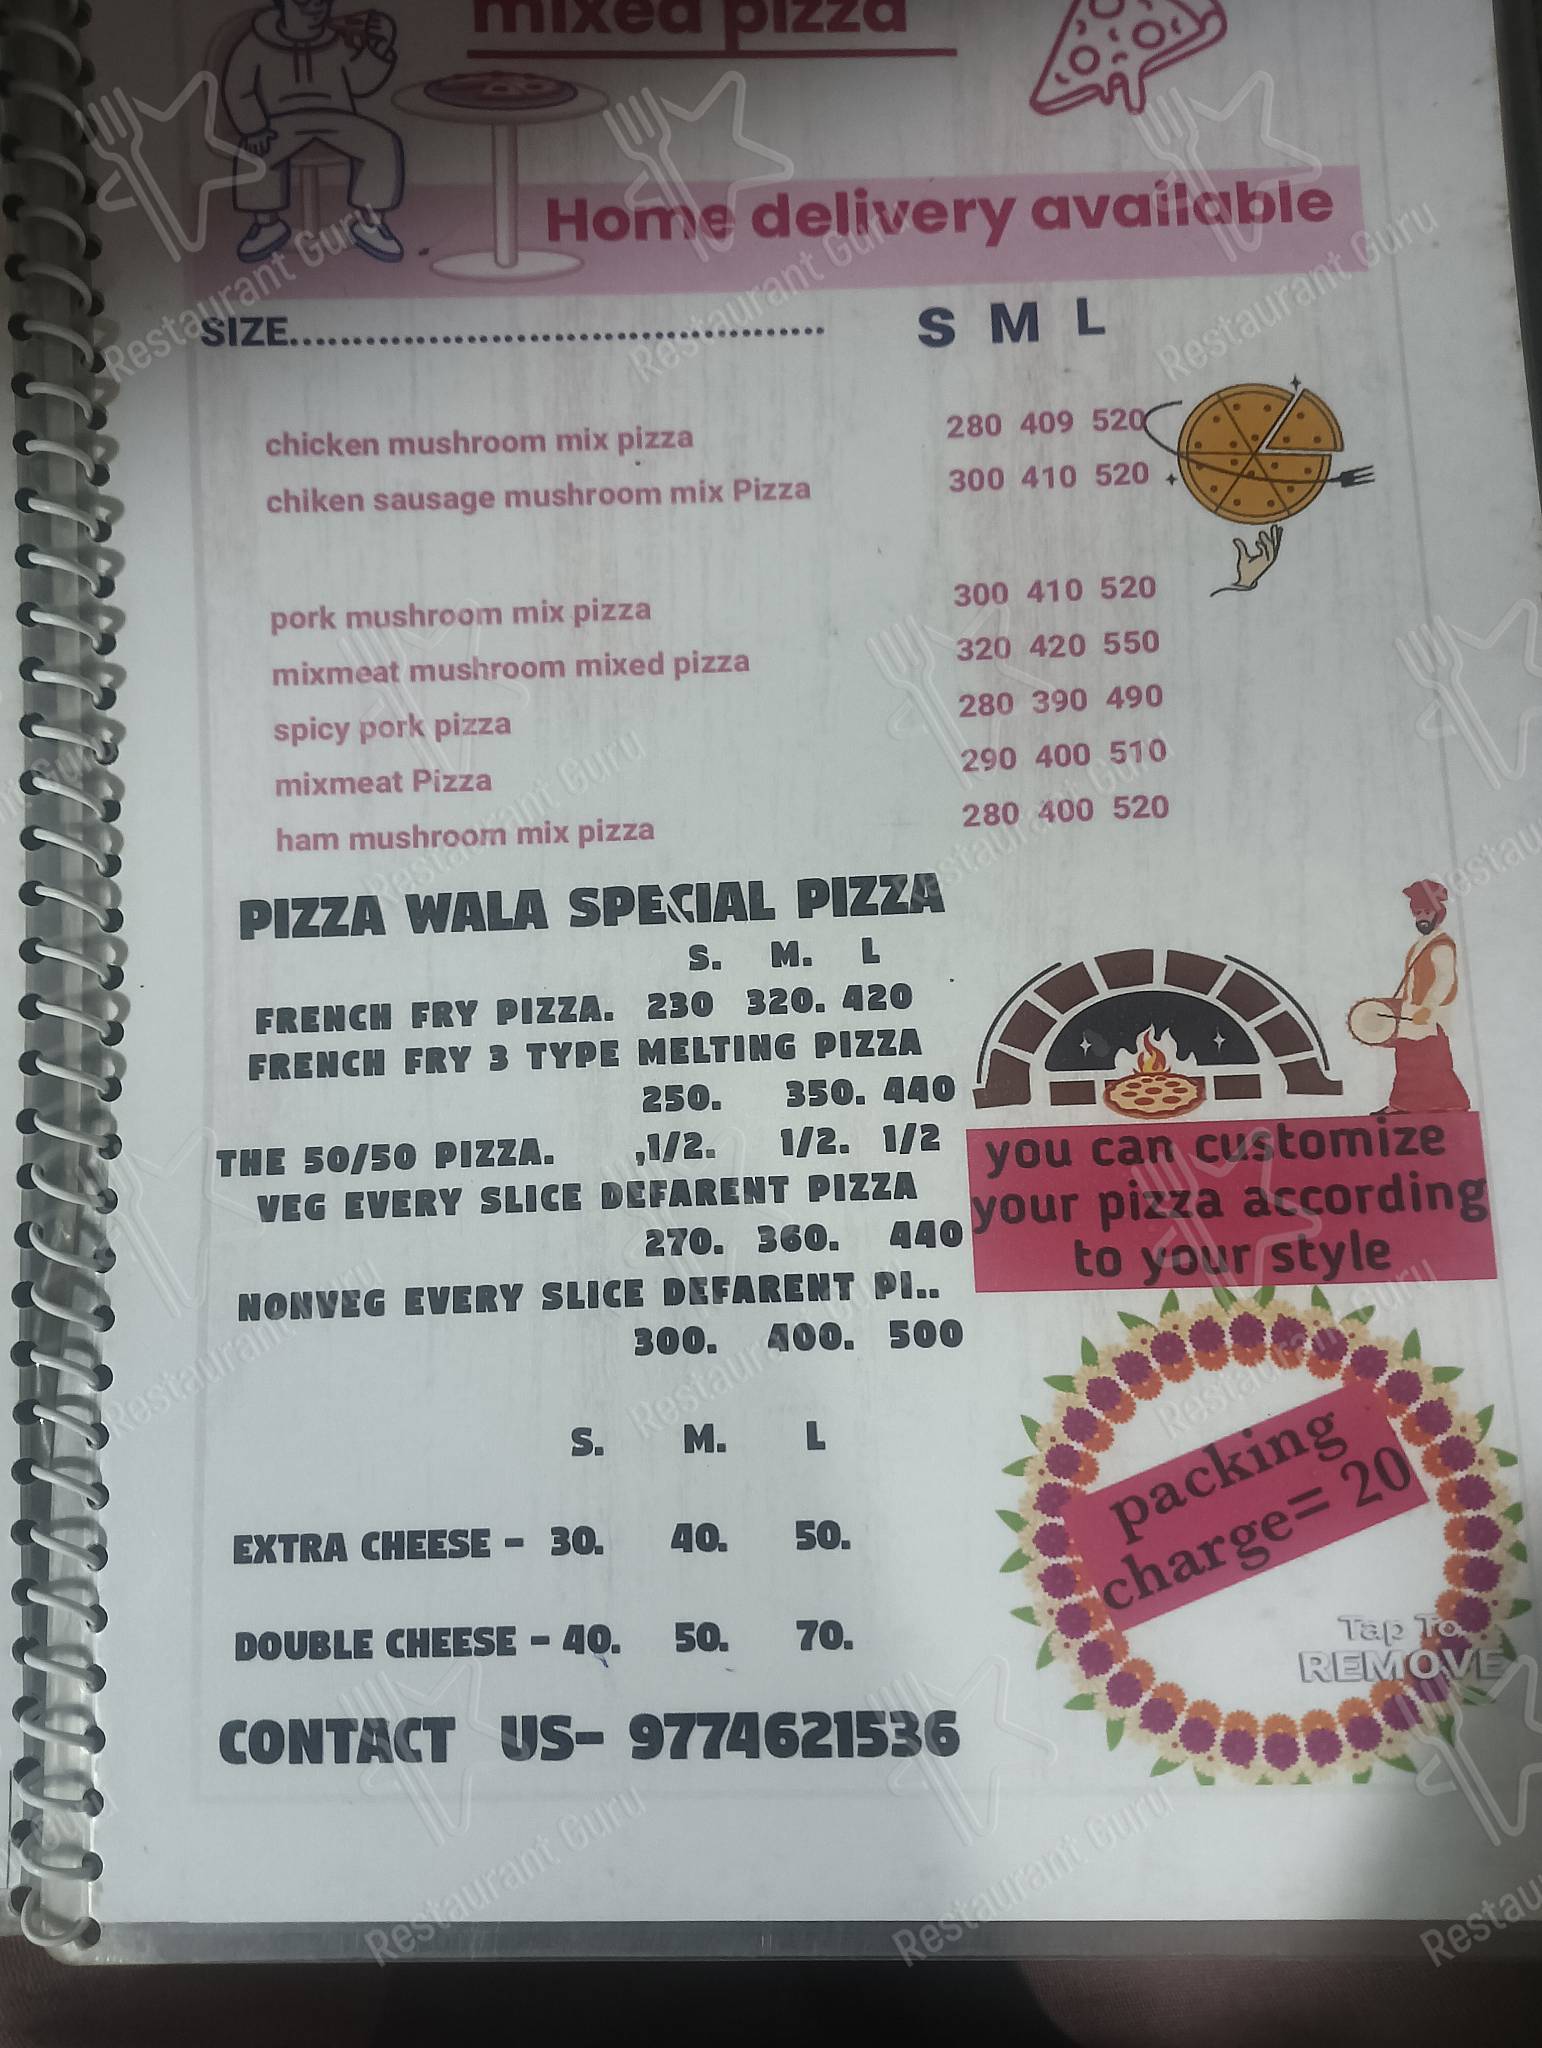 mixed pizza
Home delivery available
SIZE........................................... S M L
chicken mushroom mix pizza 280 409 520
chiken sausage mushroom mix Pizza 300 410 520
pork mushroom mix pizza 300 410 520
mixmeat mushroom mixed pizza 320 420 550
spicy pork pizza 280 390 490
mixmeat Pizza 290 400 510
ham mushroom mix pizza 280 400 520
PIZZA WALA SPECIAL PIZZA
S. M. L
FRENCH FRY PIZZA. 230 320. 420
FRENCH FRY 3 TYPE MELTING PIZZA
250. 350. 440
THE 50/50 PIZZA. ,1/2. 1/2. 1/2
VEG EVERY SLICE DEFARENT PIZZA
270. 360. 440
NONVEG EVERY SLICE DEFARENT PI..
300. 400. 500
you can customize
your pizza according
to your style
S. M. L
EXTRA CHEESE - 30. 40. 50.
DOUBLE CHEESE - 40. 50. 70.
packing
charge= 20
Tap To
REMOVE
CONTACT US- 9774621536
Restaurant Guru